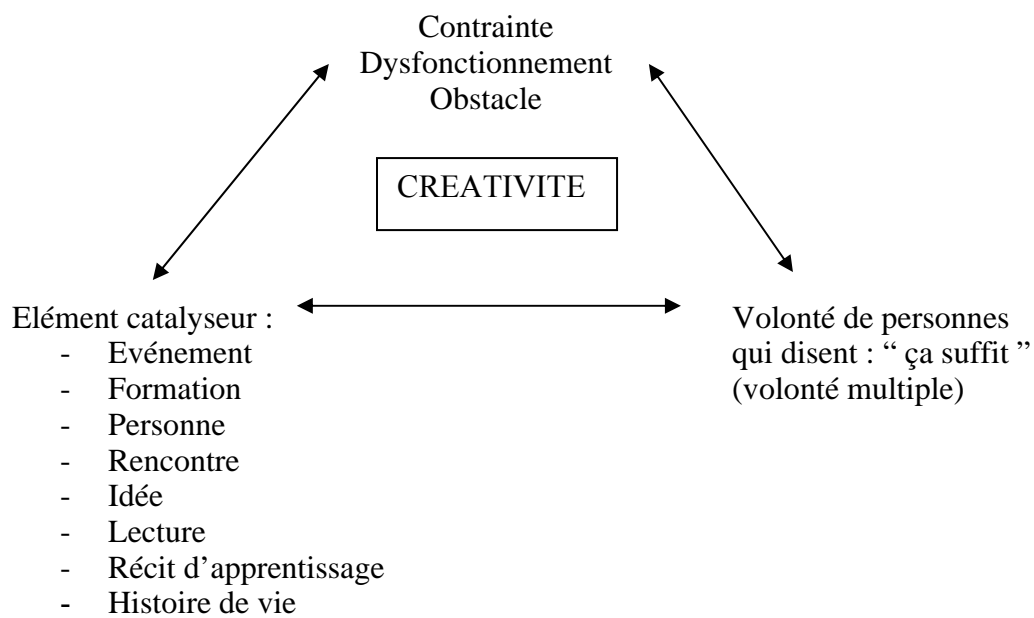 Contrainte
Dysfonctionnement
Obstacle
CREATIVITE
Elément catalyseur :
- Evénement
- Formation
- Personne
- Rencontre
- Idée
- Lecture
- Récit d’apprentissage
- Histoire de vie
Volonté de personnes
qui disent : “ ça suffit ”
(volonté multiple)